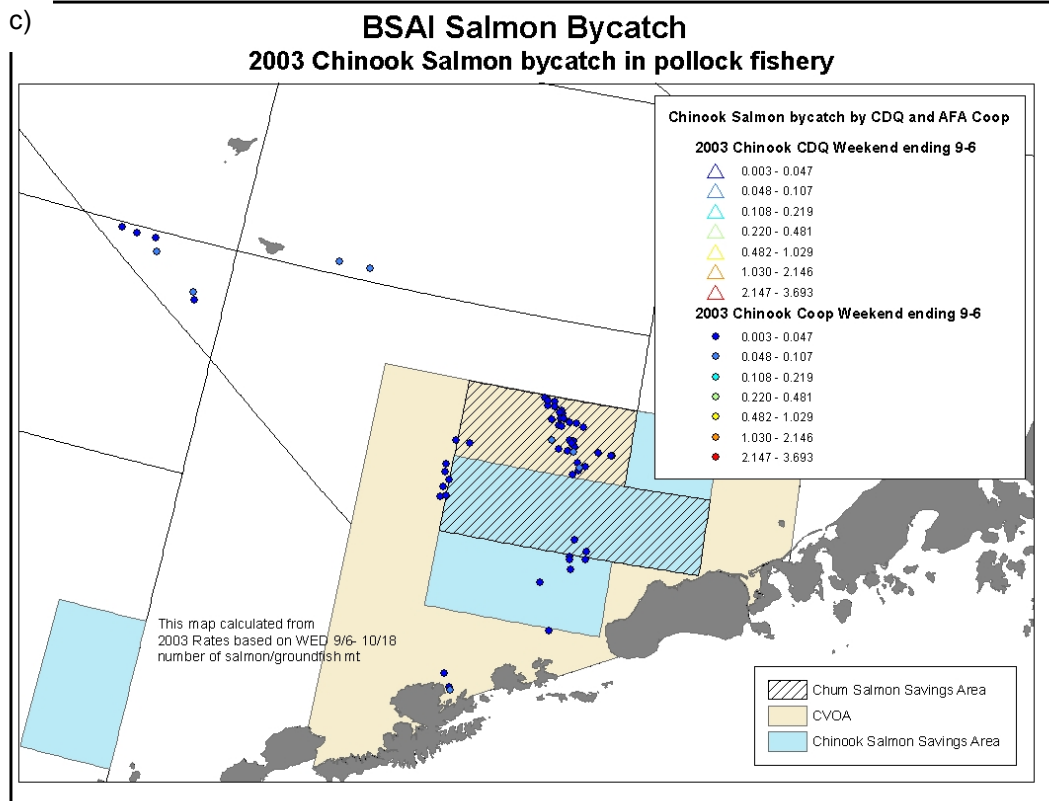 c)
BSAI Salmon Bycatch
2003 Chinook Salmon bycatch in pollock fishery
Chinook Salmon bycatch by CDQ and AFA Coop
2003 Chinook CDQ Weekend ending 9-6
0.003 - 0.047
0.048 - 0.107
0.108 - 0.219
0.220 - 0.481
0.482 - 1.029
1.030 - 2.146
2.147 - 3.693
2003 Chinook Coop Weekend ending 9-6
0.003 - 0.047
0.048 - 0.107
0.108 - 0.219
0.220 - 0.481
0.482 - 1.029
1.030 - 2.146
2.147 - 3.693
This map calculated from
2003 Rates based on WED 9/6- 10/18
number of salmon/groundfish mt
Chum Salmon Savings Area
CVOA
Chinook Salmon Savings Area